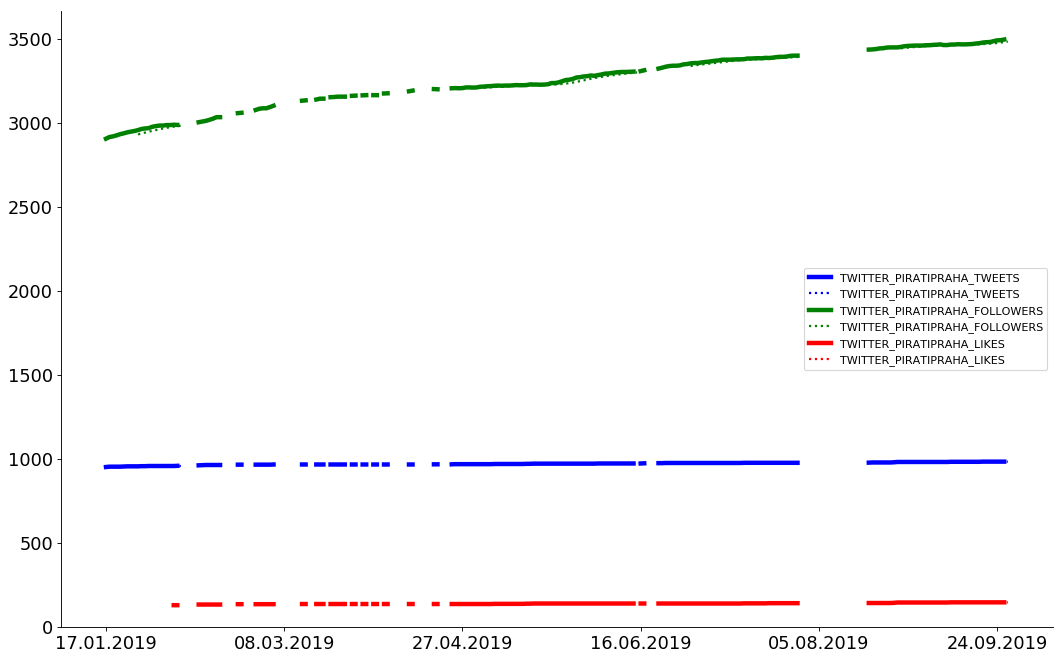 3500
3000
2500
2000
1500
1000
500
0
17.01.2019 08.03.2019 27.04.2019 16.06.2019 05.08.2019 24.09.2019
TWITTER_PIRATIPRAHA_TWEETS
TWITTER_PIRATIPRAHA_TWEETS
TWITTER_PIRATIPRAHA_FOLLOWERS
TWITTER_PIRATIPRAHA_FOLLOWERS
TWITTER_PIRATIPRAHA_LIKES
TWITTER_PIRATIPRAHA_LIKES